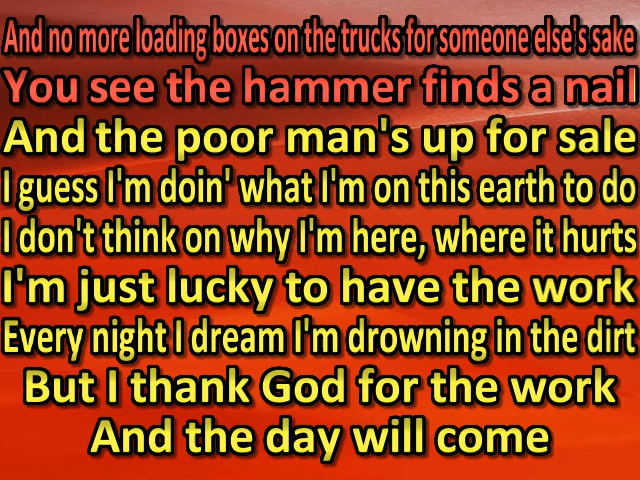 And no more loading boxes on the trucks for someone else's sake
You see the hammer finds a nail
And the poor man's up for sale
I guess I'm doin' what I'm on this earth to do
I don't think on why I'm here, where it hurts
I'm just lucky to have the work
Every night I dream I'm drowning in the dirt
But I thank God for the work
And the day will come